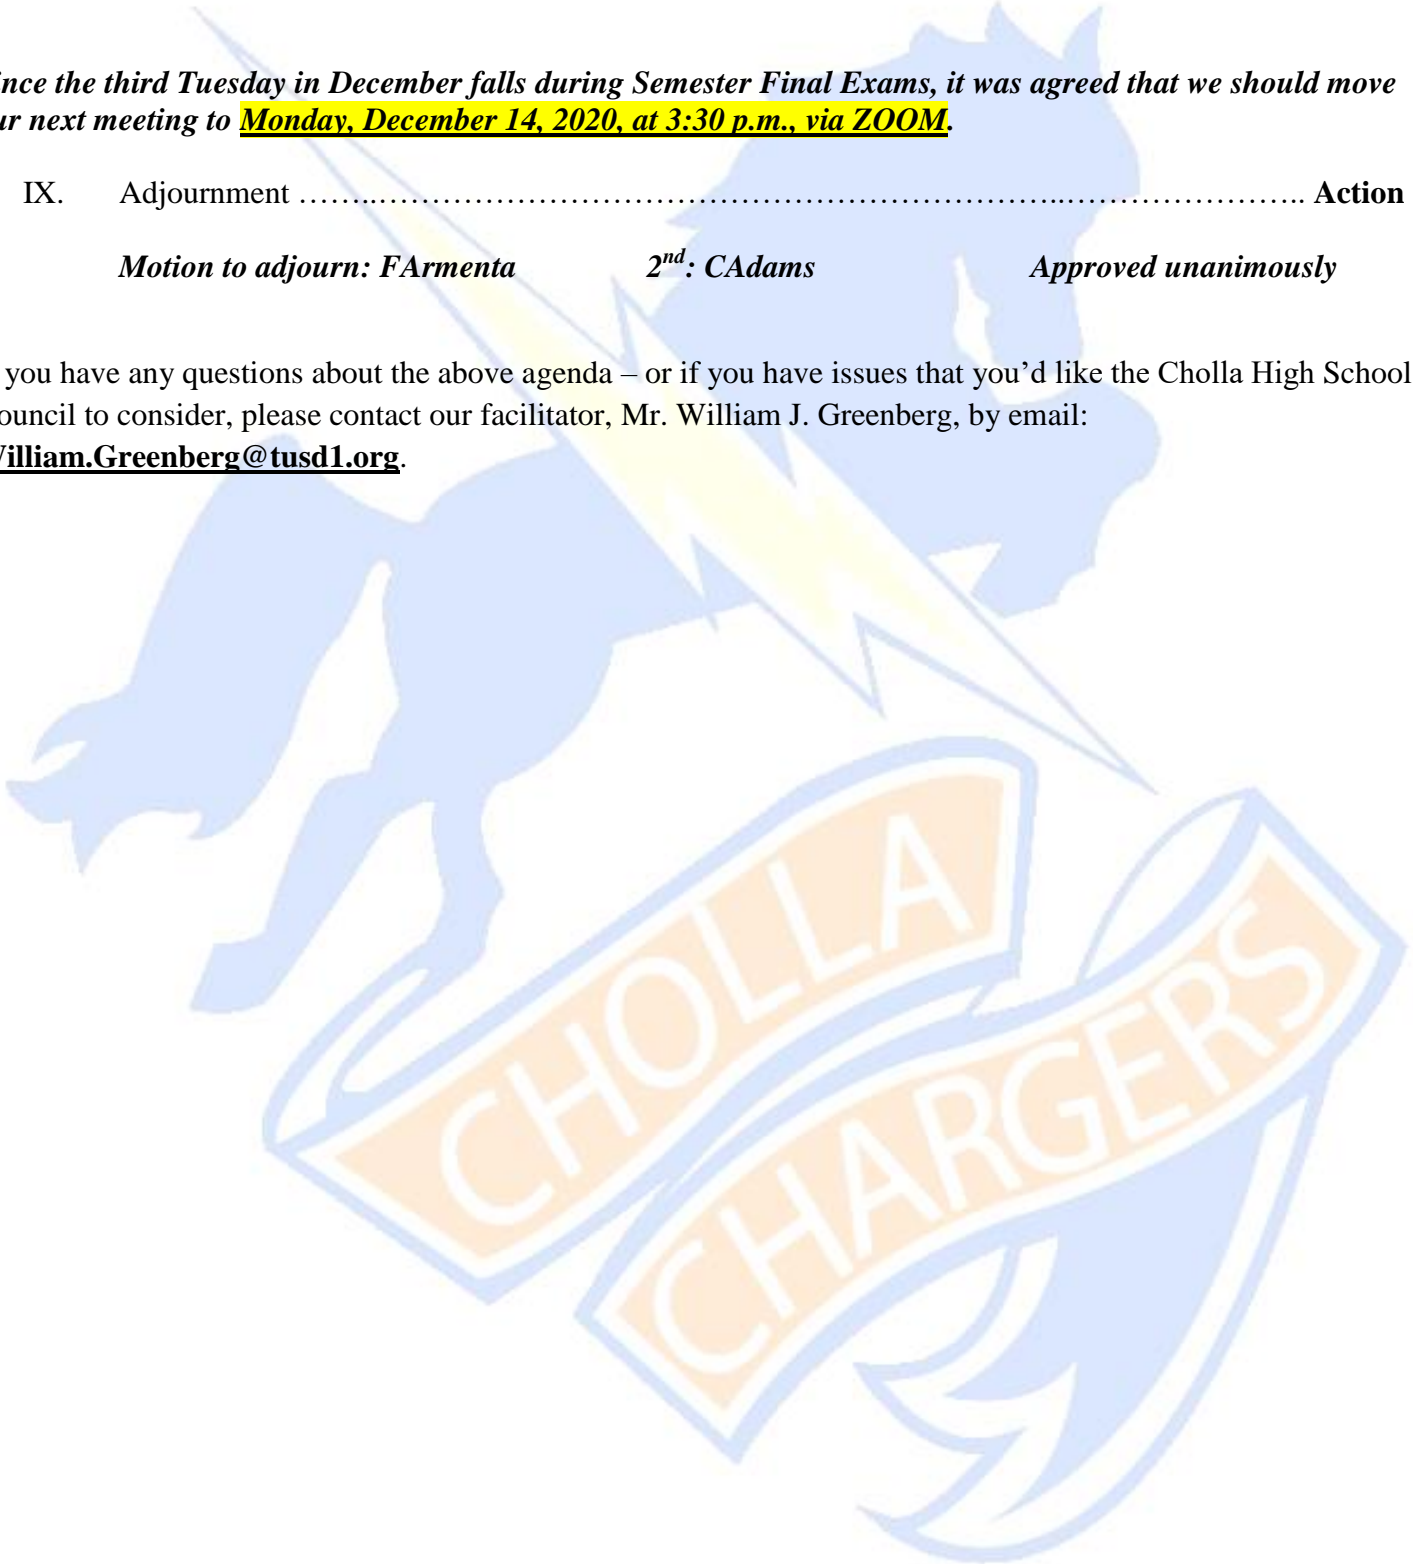 ince the third Tuesday in December falls during Semester Final Exams, it was agreed that we should move
ur next meeting to Monday, December 14, 2020, at 3:30 p.m., via ZOOM.
IX. Adjournment ……..…………………………………………………………..………………….. Action
Motion to adjourn: FArmenta 2nd: CAdams Approved unanimously
you have any questions about the above agenda – or if you have issues that you’d like the Cholla High School
ouncil to consider, please contact our facilitator, Mr. William J. Greenberg, by email:
William.Greenberg@tusd1.org.
CHOLLA
CHARGERS